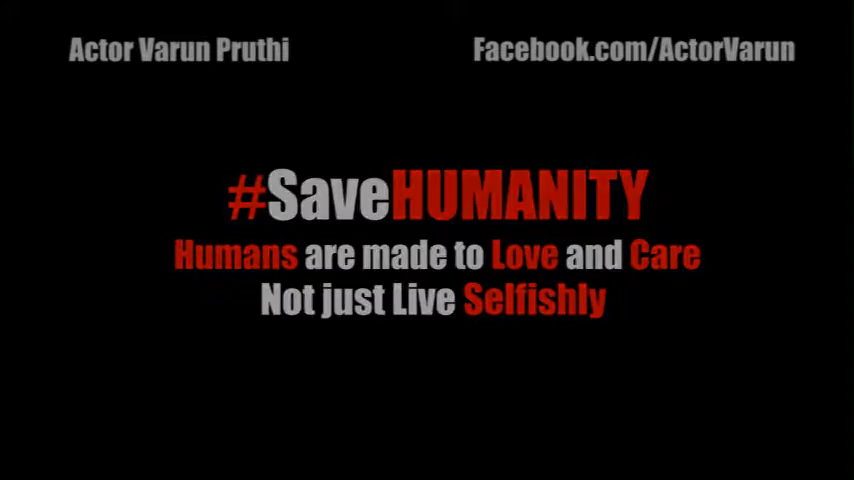 Actor Varun Pruthi
Facebook.com/ActorVarun
#SaveHUMANITY
Humans are made to Love and Care
Not just Live Selfishly